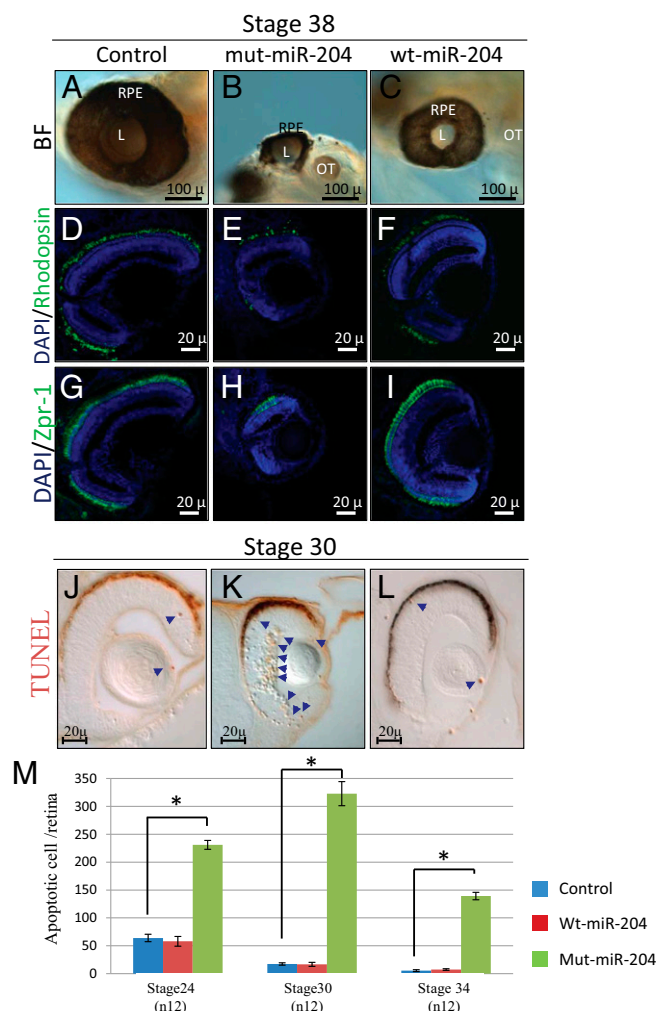 Stage 38
Control mut-miR-204 wt-miR-204
BF
A RPE L 100 µ
B RPE L OT 100 µ
C RPE L OT 100 µ
DAPI/Rhodopsin
D 20 µ
E 20 µ
F 20 µ
DAPI/Zpr-1
G 20 µ
H 20 µ
I 20 µ
Stage 30
TUNEL
J 20µ
K 20µ
L 20µ
M
Apoptotic cell /retina
350
300
250
200
150
100
50
0
* * *
Stage24 Stage30 Stage 34
(n12) (n12) (n12)
Control
Wt-miR-204
Mut-miR-204